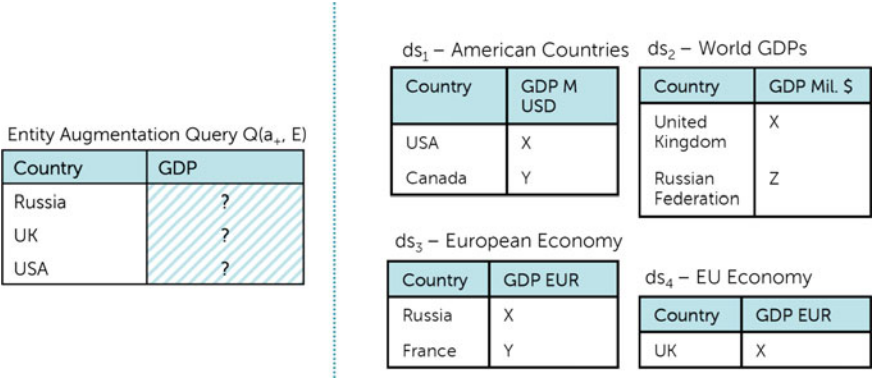 Entity Augmentation Query Q(a₊, E)
Country GDP
Russia ?
UK ?
USA ?
ds₁ – American Countries
Country GDP M
USD
USA X
Canada Y
ds₂ – World GDPs
Country GDP Mil. $
United X
Kingdom
Russian Z
Federation
ds₃ – European Economy
Country GDP EUR
Russia X
France Y
ds₄ – EU Economy
Country GDP EUR
UK X